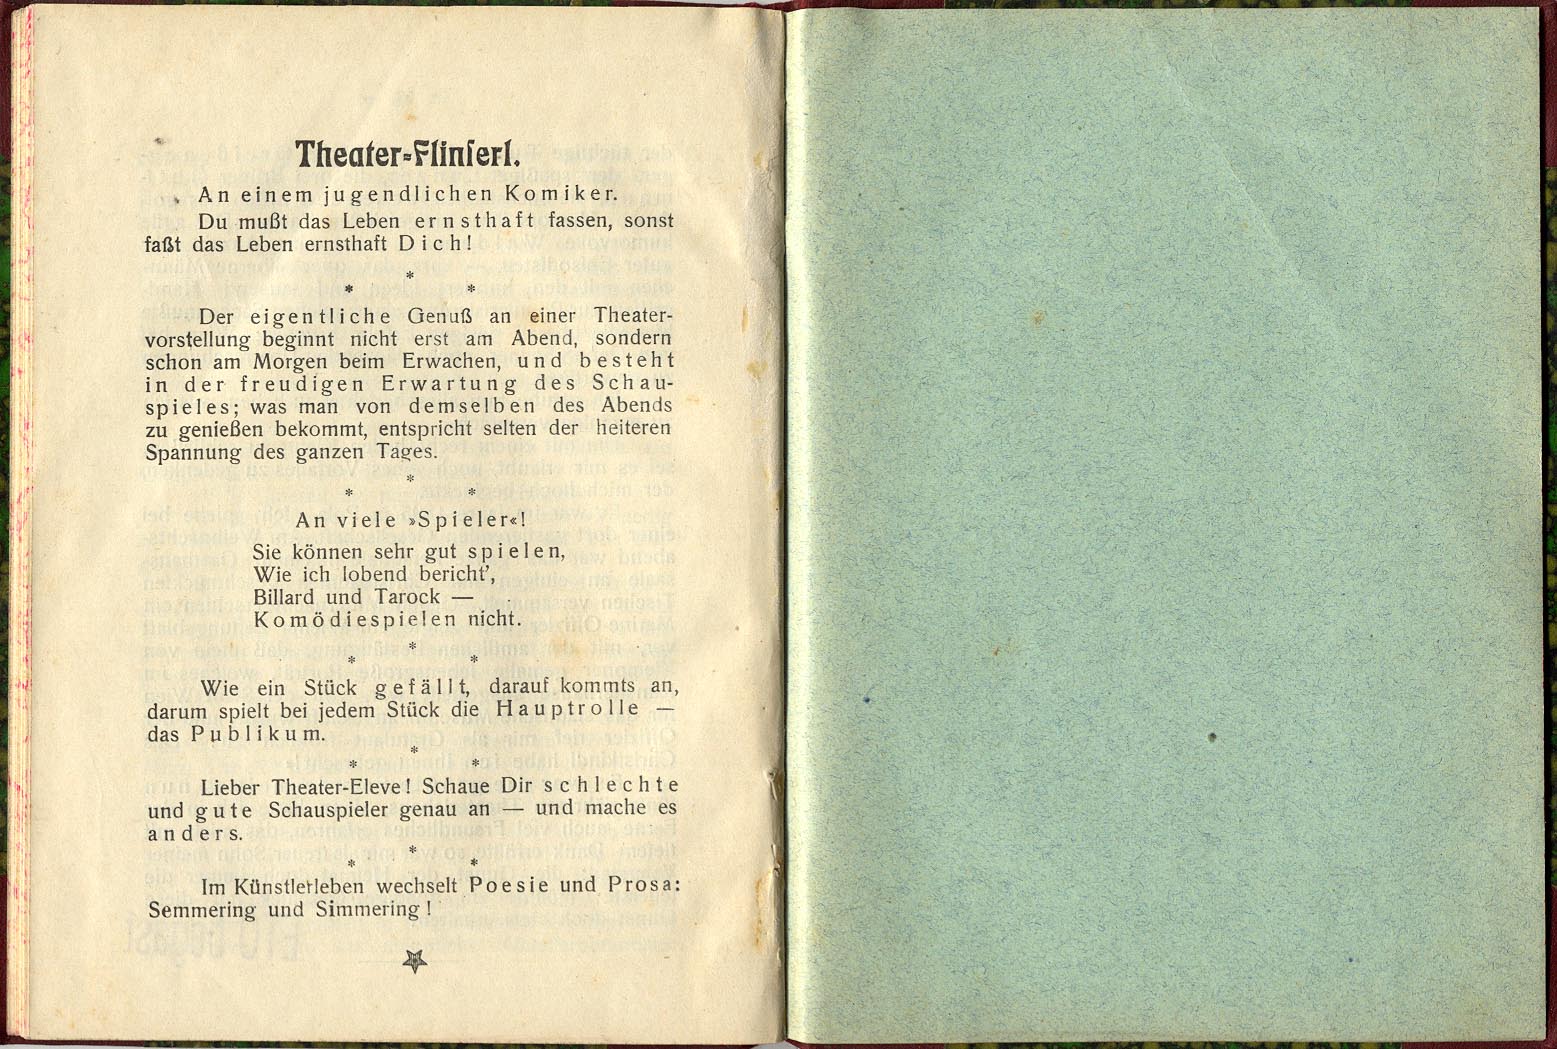 Theater-Flinserl.
An einem jugendlichen Komiker.
Du mußt das Leben ernsthaft fassen, sonst
faßt das Leben ernsthaft Dich!
*
* *
Der eigentliche Genuß an einer Theater-
vorstellung beginnt nicht erst am Abend, sondern
schon am Morgen beim Erwachen, und besteht
in der freudigen Erwartung des Schau-
spieles; was man von demselben des Abends
zu genießen bekommt, entspricht selten der heiteren
Spannung des ganzen Tages.
*
* *
An viele »Spieler«!
Sie können sehr gut spielen,
Wie ich lobend bericht',
Billard und Tarock —
Komödiespielen nicht.
*
* *
Wie ein Stück gefällt, darauf kommts an,
darum spielt bei jedem Stück die Hauptrolle —
das Publikum.
*
* *
Lieber Theater-Eleve! Schaue Dir schlechte
und gute Schauspieler genau an — und mache es
anders.
*
* *
Im Künstlerleben wechselt Poesie und Prosa:
Semmering und Simmering!